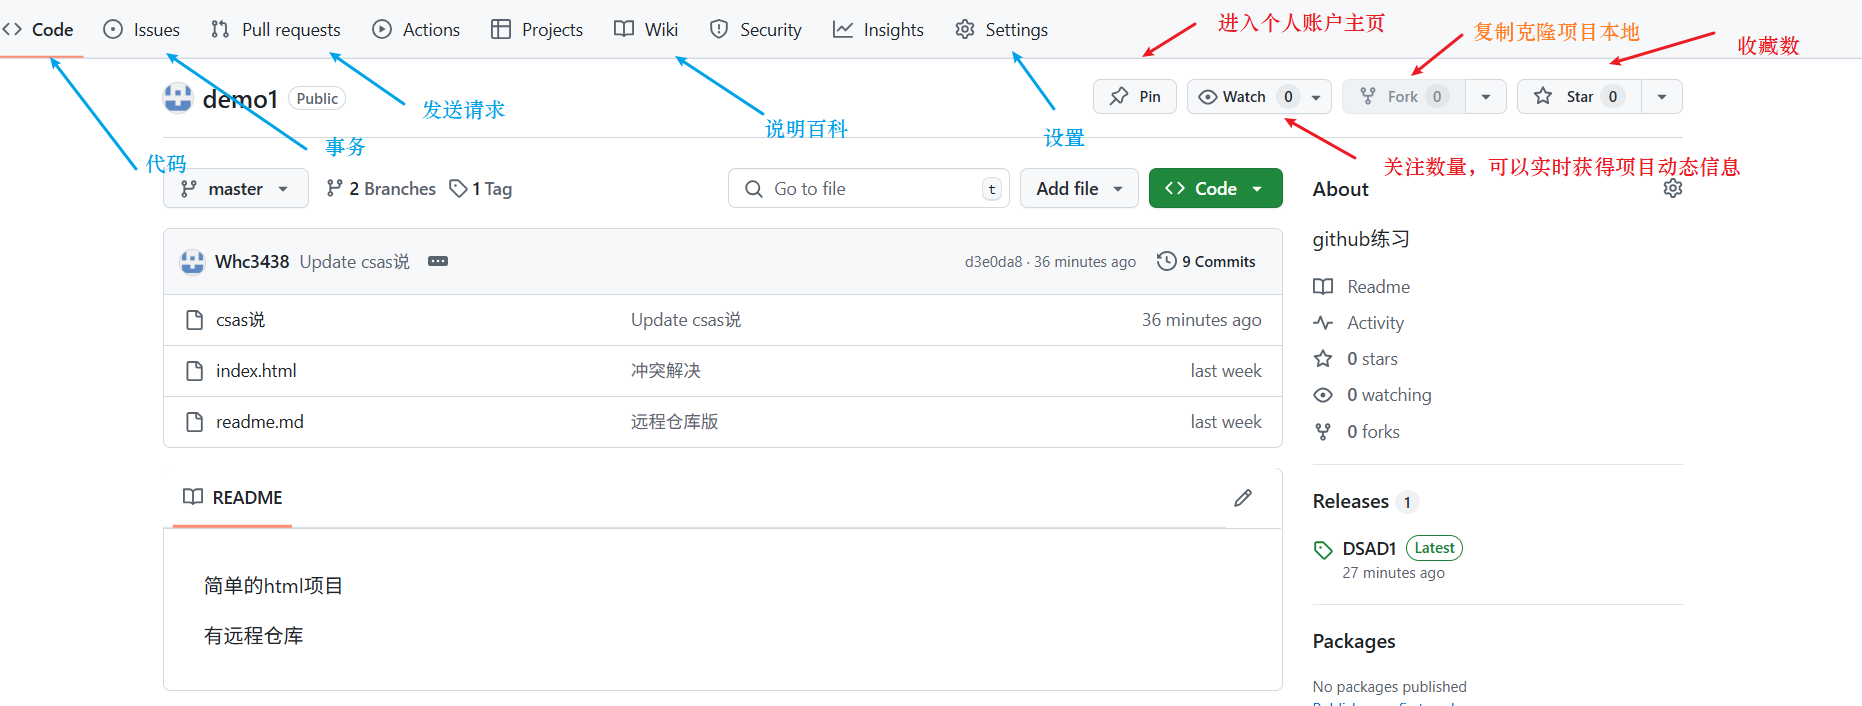 Code Issues Pull requests Actions Projects Wiki Security Insights Settings
进入个人账户主页
复制克隆项目本地
收藏数
demo1 Public
Pin Watch 0 Fork 0 Star 0
发送请求
说明百科
设置
事务
代码
关注数量，可以实时获得项目动态信息
master 2 Branches 1 Tag
Go to file t
Add file
Code
Whc3438 Update csas说
d3e0da8 · 36 minutes ago
9 Commits
csas说 Update csas说 36 minutes ago
index.html 冲突解决 last week
readme.md 远程仓库版 last week
README
简单的html项目
有远程仓库
About
github练习
Readme
Activity
0 stars
0 watching
0 forks
Releases 1
DSAD1 Latest
27 minutes ago
Packages
No packages published